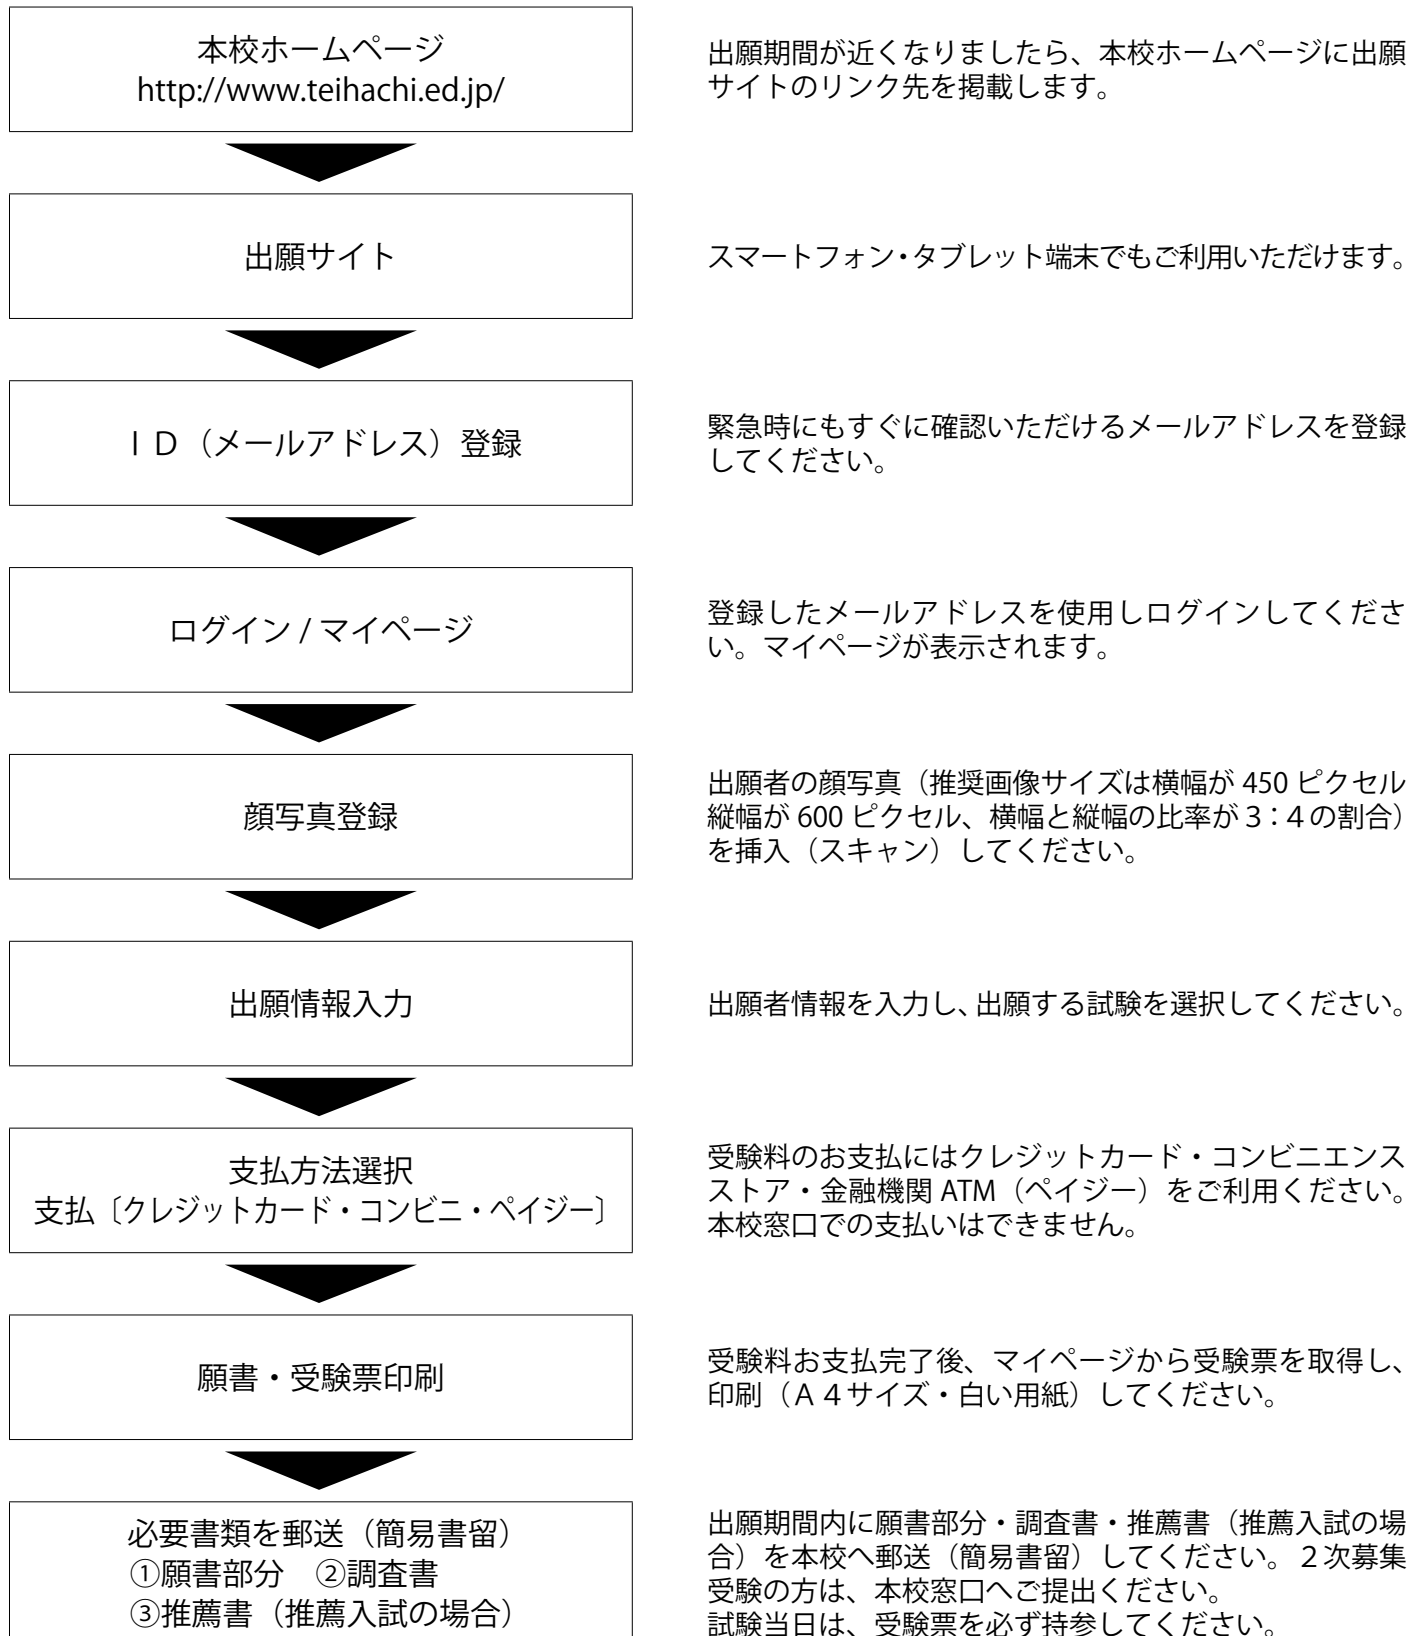 本校ホームページ
http://www.teihachi.ed.jp/
出願期間が近くなりましたら、本校ホームページに出願
サイトのリンク先を掲載します。
出願サイト
スマートフォン・タブレット端末でもご利用いただけます。
ＩＤ（メールアドレス）登録
緊急時にもすぐに確認いただけるメールアドレスを登録
してください。
ログイン / マイページ
登録したメールアドレスを使用しログインしてくださ
い。マイページが表示されます。
顔写真登録
出願者の顔写真（推奨画像サイズは横幅が 450 ピクセル
縦幅が 600 ピクセル、横幅と縦幅の比率が３：４の割合）
を挿入（スキャン）してください。
出願情報入力
出願者情報を入力し、出願する試験を選択してください。
支払方法選択
支払〔クレジットカード・コンビニ・ペイジー〕
受験料のお支払にはクレジットカード・コンビニエンス
ストア・金融機関 ATM（ペイジー）をご利用ください。
本校窓口での支払いはできません。
願書・受験票印刷
受験料お支払完了後、マイページから受験票を取得し、
印刷（Ａ４サイズ・白い用紙）してください。
必要書類を郵送（簡易書留）
①願書部分　②調査書
③推薦書（推薦入試の場合）
出願期間内に願書部分・調査書・推薦書（推薦入試の場
合）を本校へ郵送（簡易書留）してください。２次募集
受験の方は、本校窓口へご提出ください。
試験当日は、受験票を必ず持参してください。